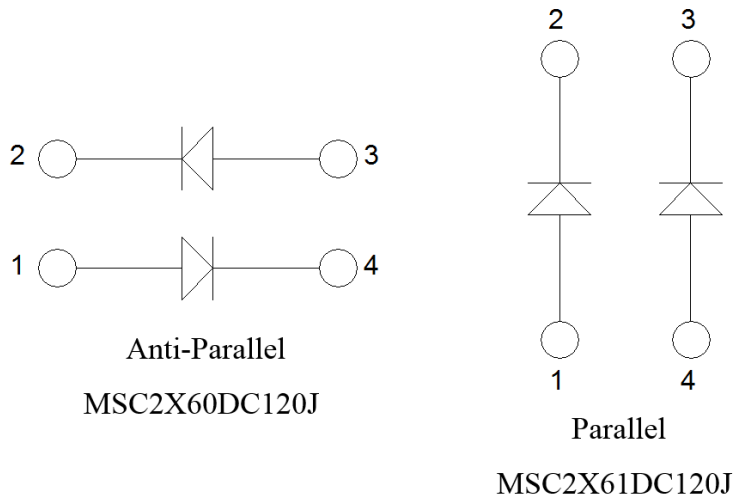 2 3
1 4
Anti-Parallel
MSC2X60DC120J
2 3
1 4
Parallel
MSC2X61DC120J